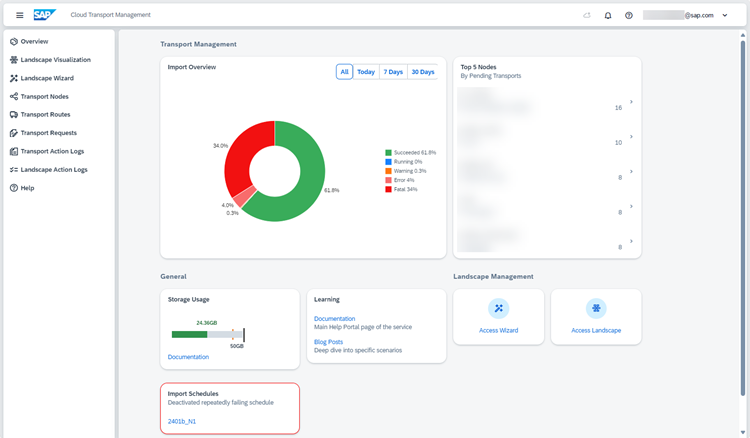 SAP
Cloud Transport Management
@sap.com
Overview
Landscape Visualization
Landscape Wizard
Transport Nodes
Transport Routes
Transport Requests
Transport Action Logs
Landscape Action Logs
Help
Transport Management
Import Overview
All Today 7 Days 30 Days
34.0%
4.0%
0.3%
61.8%
Succeeded 61.8%
Running 0%
Warning 0.3%
Error 4%
Fatal 34%
Top 5 Nodes
By Pending Transports
16
10
8
8
8
General
Storage Usage
24.36GB
50GB
Documentation
Learning
Documentation
Main Help Portal page of the service
Blog Posts
Deep dive into specific scenarios
Landscape Management
Access Wizard
Access Landscape
Import Schedules
Deactivated repeatedly failing schedule
2401b_N1